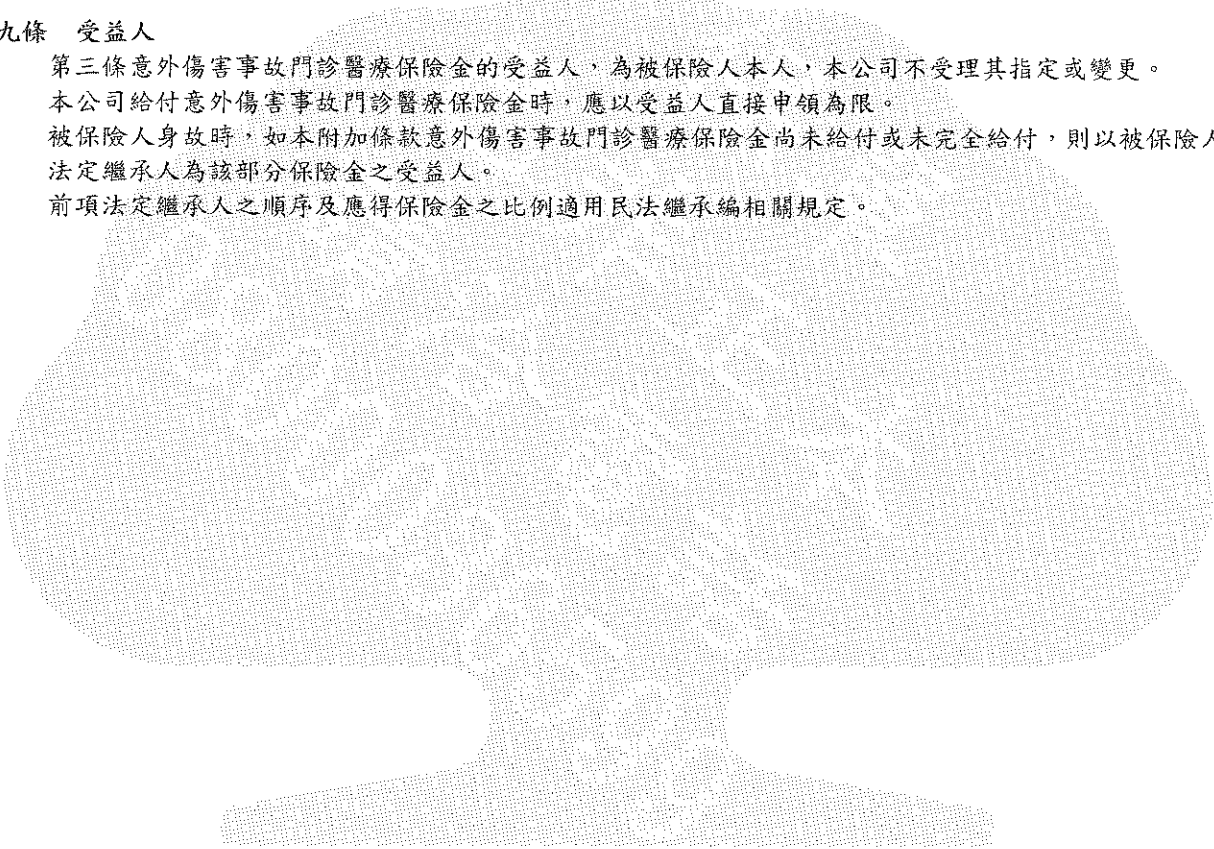 九條 受益人
第三條意外傷害事故門診醫療保險金的受益人，為被保險人本人，本公司不受理其指定或變更。
本公司給付意外傷害事故門診醫療保險金時，應以受益人直接申領為限。
被保險人身故時，如本附加條款意外傷害事故門診醫療保險金尚未給付或未完全給付，則以被保險人
法定繼承人為該部分保險金之受益人。
前項法定繼承人之順序及應得保險金之比例適用民法繼承編相關規定。